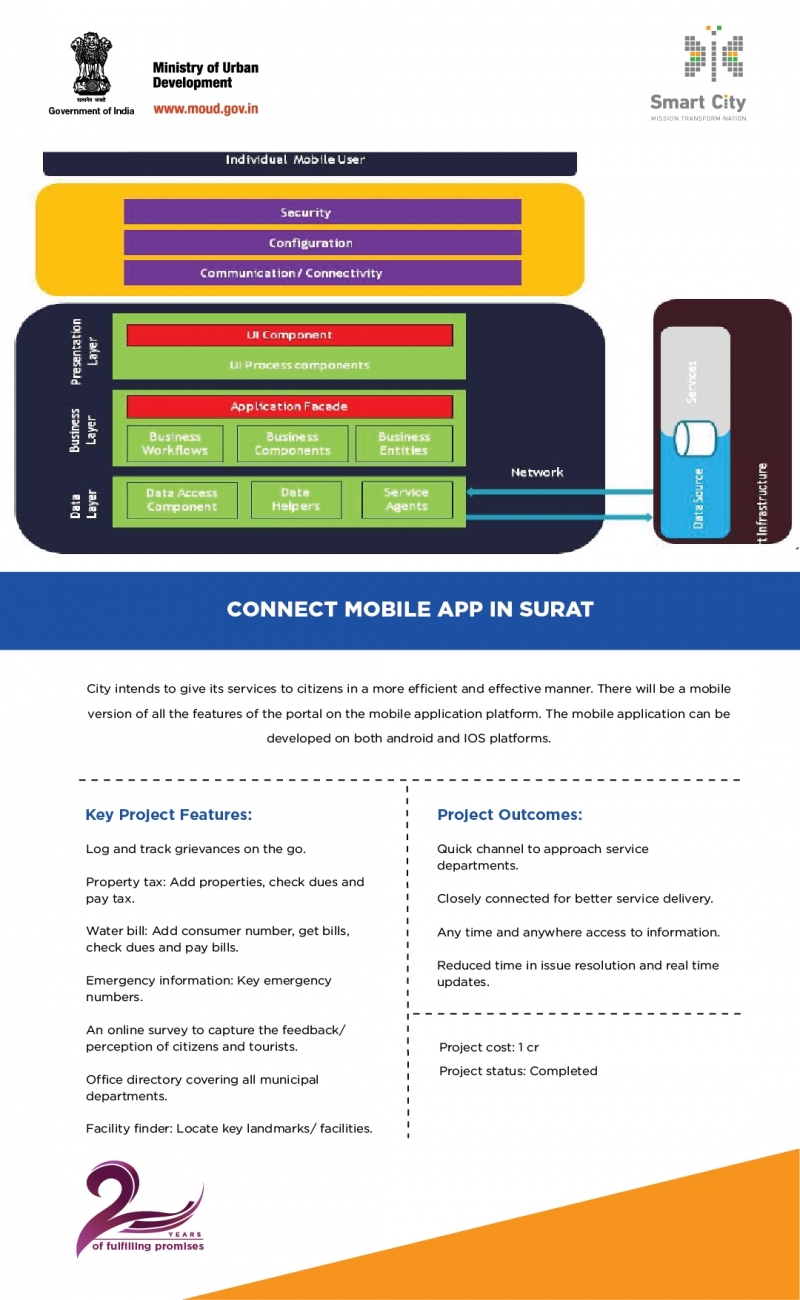 सत्यमेव जयते
Government of India
Ministry of Urban
Development
www.moud.gov.in
Smart City
MISSION TRANSFORM-NATION
Individual Mobile User
Security
Configuration
Communication / Connectivity
Presentation
Layer
UI Component
UI Process components
Business
Layer
Application Facade
Business
Workflows
Business
Components
Business
Entities
Data
Layer
Data Access
Component
Data
Helpers
Service
Agents
Network
Services
Data Source
t Infrastructure
CONNECT MOBILE APP IN SURAT
City intends to give its services to citizens in a more efficient and effective manner. There will be a mobile
version of all the features of the portal on the mobile application platform. The mobile application can be
developed on both android and IOS platforms.
Key Project Features:
Log and track grievances on the go.
Property tax: Add properties, check dues and
pay tax.
Water bill: Add consumer number, get bills,
check dues and pay bills.
Emergency information: Key emergency
numbers.
An online survey to capture the feedback/
perception of citizens and tourists.
Office directory covering all municipal
departments.
Facility finder: Locate key landmarks/ facilities.
Project Outcomes:
Quick channel to approach service
departments.
Closely connected for better service delivery.
Any time and anywhere access to information.
Reduced time in issue resolution and real time
updates.
Project cost: 1 cr
Project status: Completed
2 YEARS
of fulfilling promises